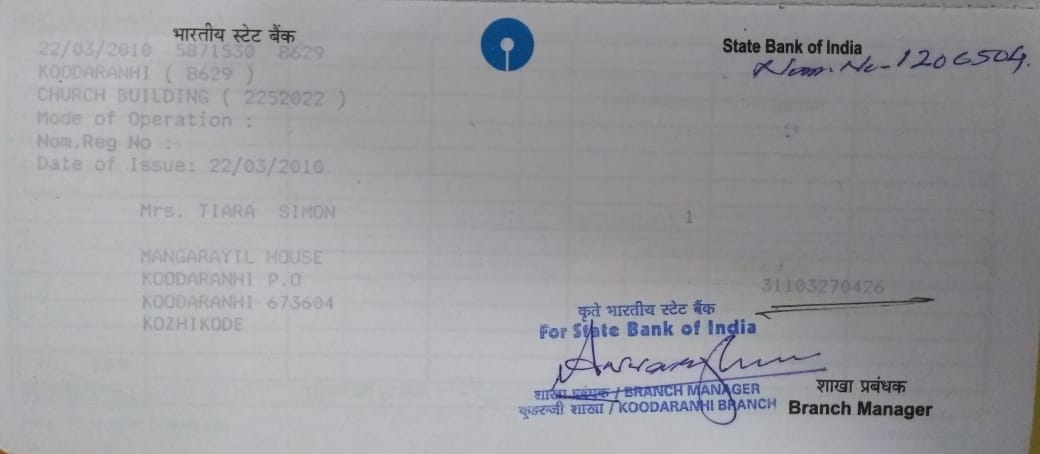 भारतीय स्टेट बैंक
State Bank of India
Nom. No - 1206504.
22/03/2010 5871530 8629
KOODARANHI ( 8629 )
CHURCH BUILDING ( 2252022 )
Mode of Operation :
Nom.Reg No :
Date of Issue: 22/03/2010
Mrs. TIARA SIMON
1
MANGARAYIL HOUSE
KOODARANHI P.O
KOODARANHI 673604
KOZHIKODE
31103270426
कृते भारतीय स्टेट बैंक
For State Bank of India
शाखा प्रबंधक / BRANCH MANAGER
कूडरन्जी शाखा / KOODARANHI BRANCH
शाखा प्रबंधक
Branch Manager